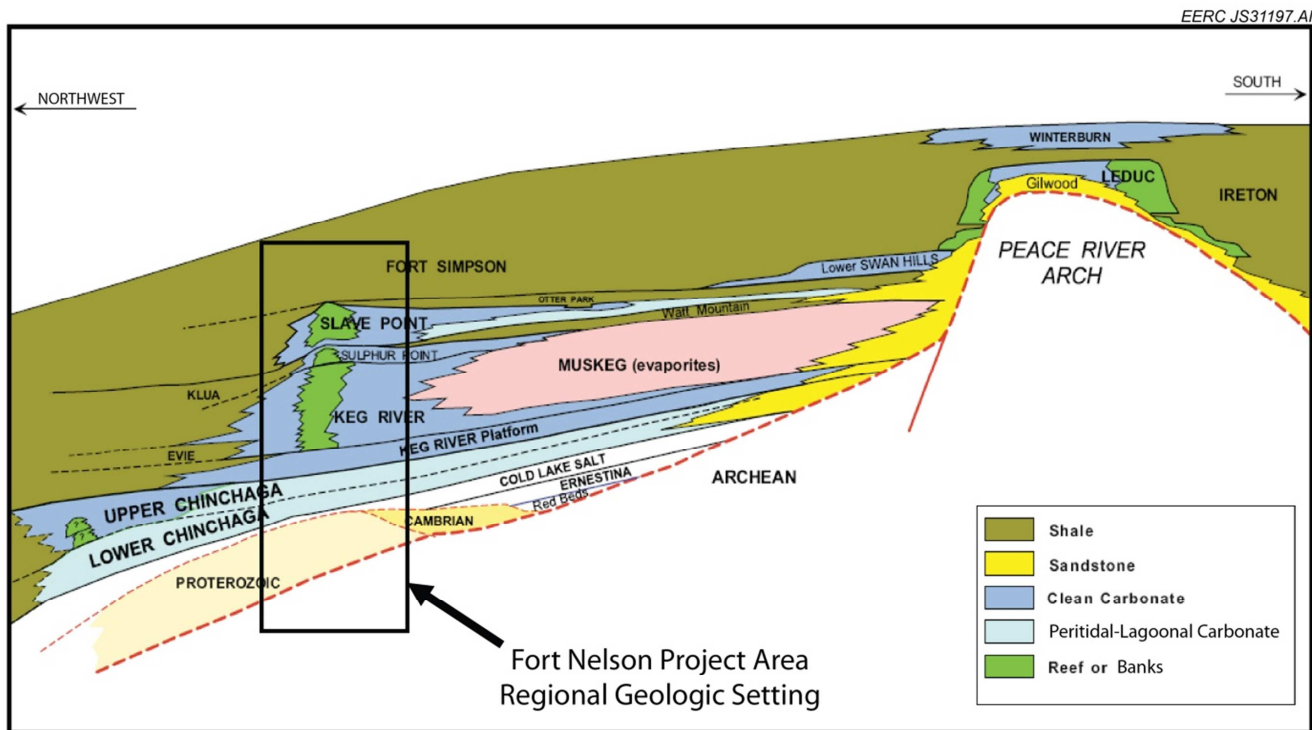 EERC JS31197.AI
NORTHWEST
SOUTH
WINTERBURN
LEDUC
Gilwood
IRETON
PEACE RIVER
ARCH
FORT SIMPSON
Lower SWAN HILLS
OTTER PARK
Watt Mountain
SLAVE POINT
SULPHUR POINT
MUSKEG (evaporites)
KLUA
KEG RIVER
KEG RIVER Platform
EVIE
COLD LAKE SALT
ERNESTINA
Red Beds
ARCHEAN
UPPER CHINCHAGA
LOWER CHINCHAGA
?
?
CAMBRIAN
PROTEROZOIC
Shale
Sandstone
Clean Carbonate
Peritidal-Lagoonal Carbonate
Reef or Banks
Fort Nelson Project Area
Regional Geologic Setting